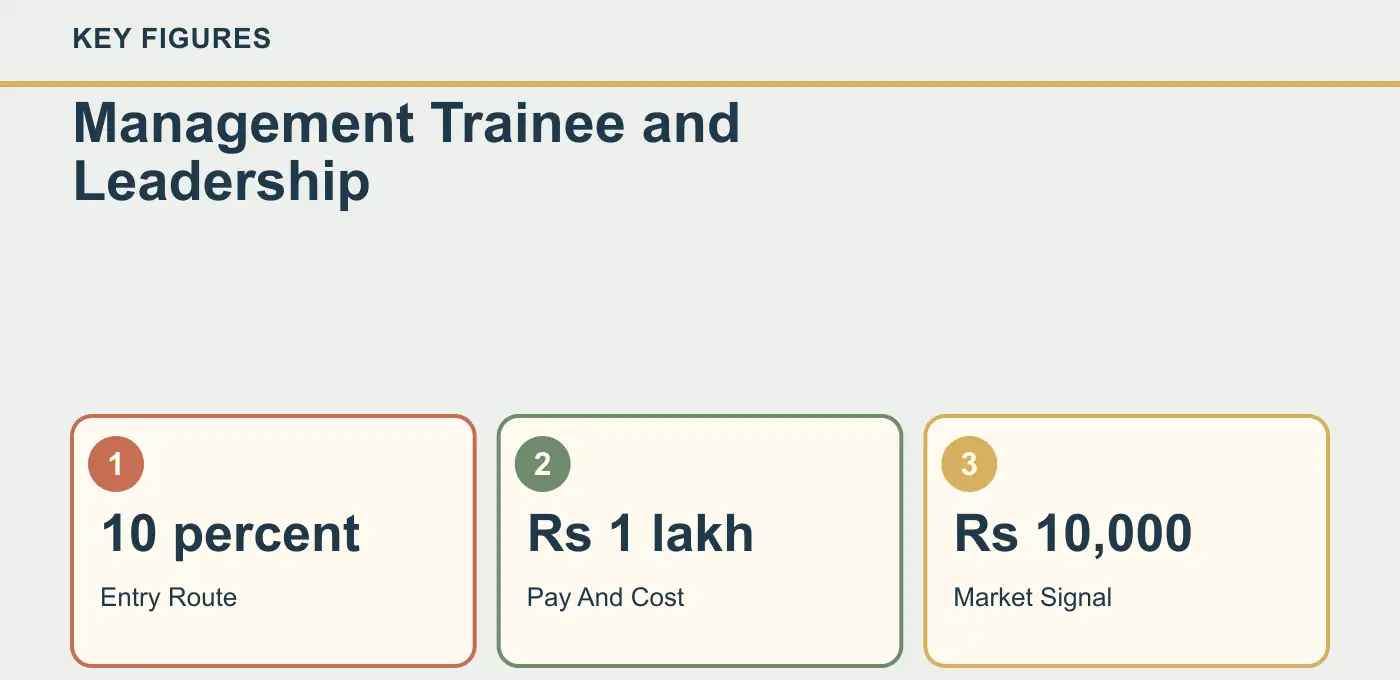 KEY FIGURES
Management Trainee and
Leadership
1
10 percent
Entry Route
2
Rs 1 lakh
Pay And Cost
3
Rs 10,000
Market Signal